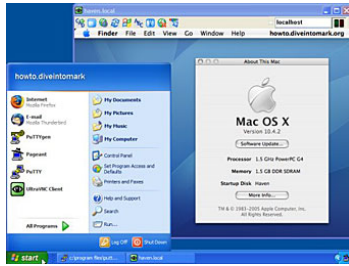 haven.local
localhost
Finder File Edit View Go Window Help howto.diveintomark.org
About This Mac
Mac OS X
Version 10.4.2
Software Update...
Processor 1.5 GHz PowerPC G4
Memory 1.5 GB DDR SDRAM
Startup Disk Haven
More Info...
TM & © 1983-2005 Apple Computer, Inc.
All Rights Reserved.
howto.diveintomark
Internet
Mozilla Firefox
E-mail
Mozilla Thunderbird
PuTTYgen
Pageant
PuTTY
UltraVNC Client
All Programs
My Documents
My Pictures
My Music
My Computer
Control Panel
Set Program Access and
Defaults
Printers and Faxes
Help and Support
Search
Run...
Log Off Shut Down
start
c:\program files\putt...
haven.local